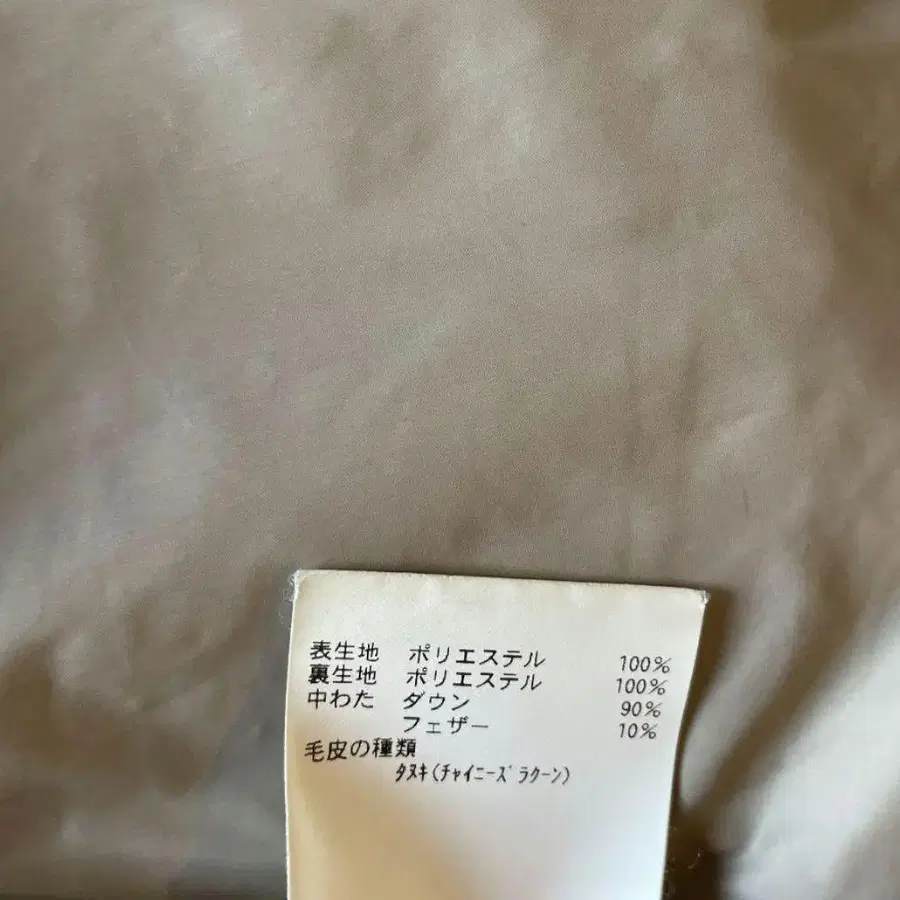 表生地 ポリエステル 100%
裏生地 ポリエステル 100%
中わた ダウン 90%
フェザー 10%
毛皮の種類
ﾀﾇｷ(ﾁｬｲﾆｰｽﾞﾗｸｰﾝ)